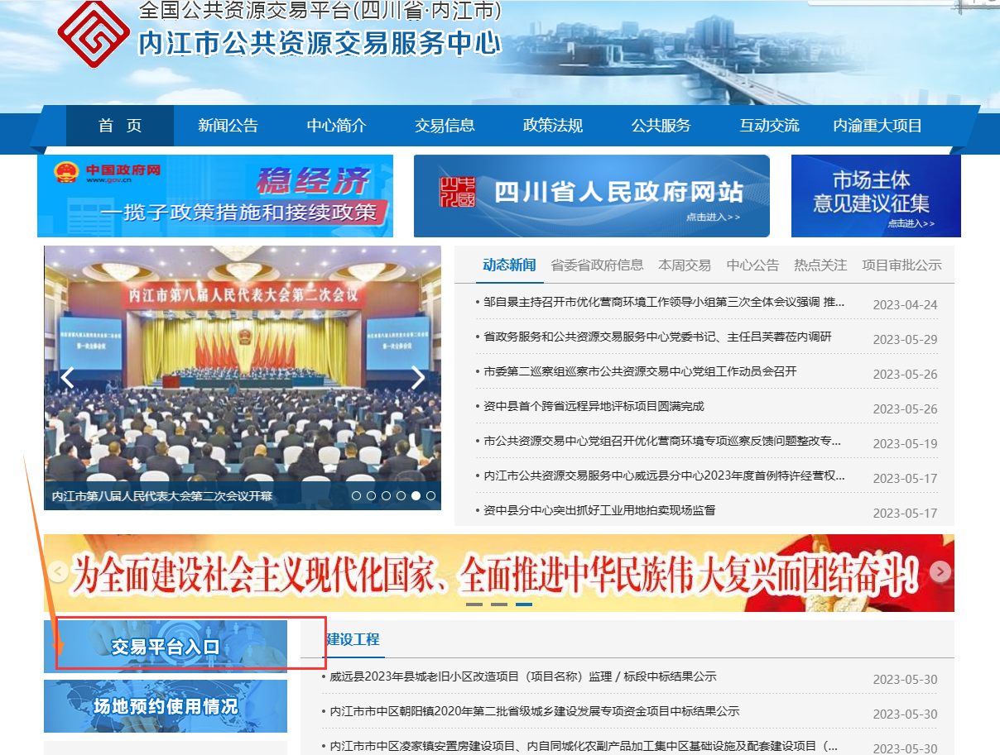 全国公共资源交易平台(四川省·内江市)
内江市公共资源交易服务中心
首 页 新闻公告 中心简介 交易信息 政策法规 公共服务 互动交流 内渝重大项目
中国政府网
www.gov.cn
稳经济
一揽子政策措施和接续政策
四川省人民政府网站
点击进入>>
市场主体
意见建议征集
点击进入>>
内江市第八届人民代表大会第二次会议
第一次全体会议
第一次全体会议
内江市第八届人民代表大会第二次会议开幕
动态新闻 省委省政府信息 本周交易 中心公告 热点关注 项目审批公示
• 邹自景主持召开市优化营商环境工作领导小组第三次全体会议强调 推... 2023-04-24
• 省政务服务和公共资源交易服务中心党委书记、主任吕芙蓉莅内调研 2023-05-29
• 市委第二巡察组巡察市公共资源交易中心党组工作动员会召开 2023-05-26
• 资中县首个跨省远程异地评标项目圆满完成 2023-05-26
• 市公共资源交易中心党组召开优化营商环境专项巡察反馈问题整改专... 2023-05-19
• 内江市公共资源交易服务中心威远县分中心2023年度首例特许经营权... 2023-05-17
• 资中县分中心突出抓好工业用地拍卖现场监督 2023-05-17
为全面建设社会主义现代化国家、全面推进中华民族伟大复兴而团结奋斗!
交易平台入口
场地预约使用情况
建设工程
• 威远县2023年县城老旧小区改造项目（项目名称）监理 / 标段中标结果公示 2023-05-30
• 内江市市中区朝阳镇2020年第二批省级城乡建设发展专项资金项目中标结果公示 2023-05-30
• 内江市市中区凌家镇安置房建设项目、内自同城化农副产品加工集中区基础设施及配套建设项目（... 2023-05-30